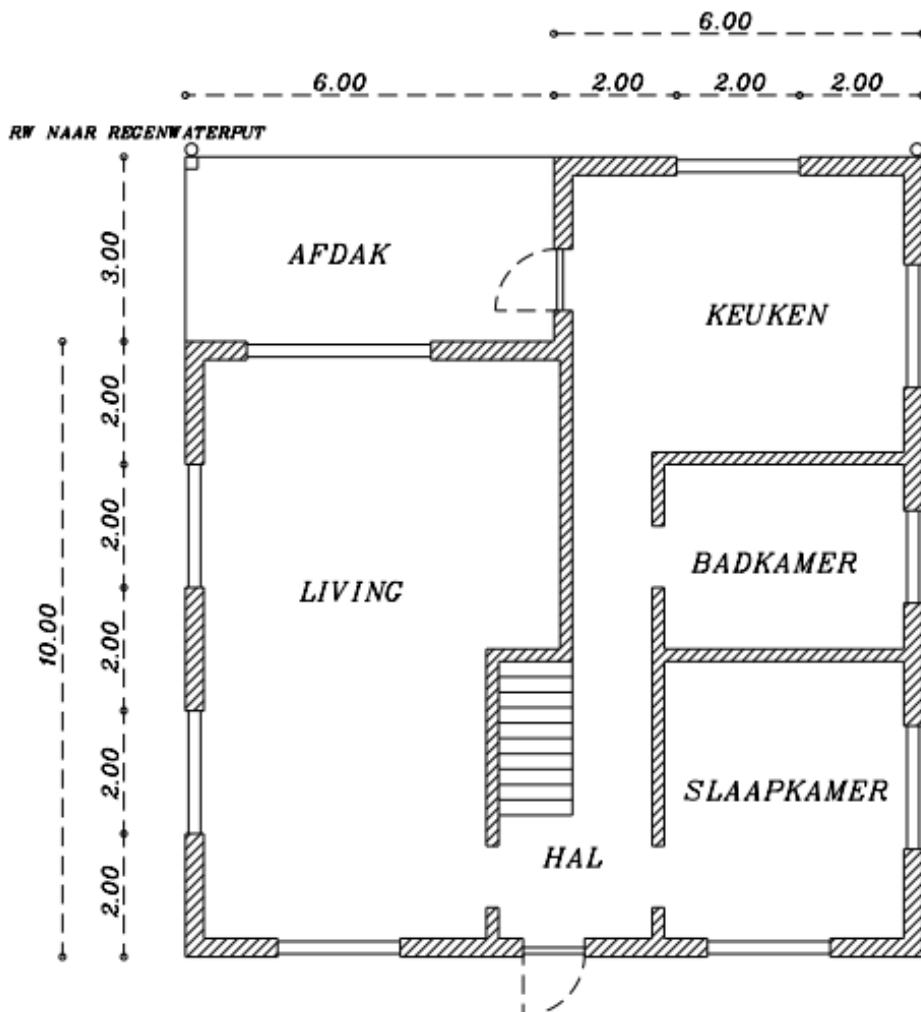 6.00
6.00 2.00 2.00 2.00
RW NAAR REGENWATERPUT
3.00
AFDAK
KEUKEN
2.00
2.00
BADKAMER
LIVING
10.00
2.00
2.00
SLAAPKAMER
HAL
2.00